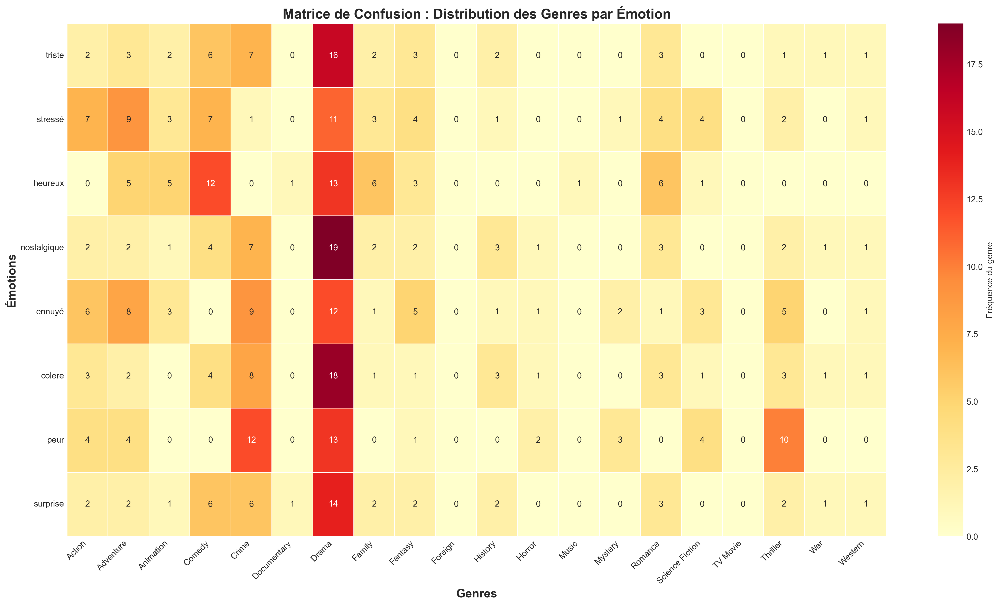 Matrice de Confusion : Distribution des Genres par Émotion
triste 2 3 2 6 7 0 16 2 3 0 2 0 0 0 3 0 0 1 1 1
stressé 7 9 3 7 1 0 11 3 4 0 1 0 0 1 4 4 0 2 0 1
heureux 0 5 5 12 0 1 13 6 3 0 0 0 1 0 6 1 0 0 0 0
nostalgique 2 2 1 4 7 0 19 2 2 0 3 1 0 0 3 0 0 2 1 1
ennuyé 6 8 3 0 9 0 12 1 5 0 1 1 0 2 1 3 0 5 0 1
colere 3 2 0 4 8 0 18 1 1 0 3 1 0 0 3 1 0 3 1 1
peur 4 4 0 0 12 0 13 0 1 0 0 2 0 3 0 4 0 10 0 0
surprise 2 2 1 6 6 1 14 2 2 0 2 0 0 0 3 0 0 2 1 1
Émotions
Action Adventure Animation Comedy Crime Documentary Drama Family Fantasy Foreign History Horror Music Mystery Romance Science Fiction TV Movie Thriller War Western
Genres
17.5
15.0
12.5
10.0
7.5
5.0
2.5
0.0
Fréquence du genre